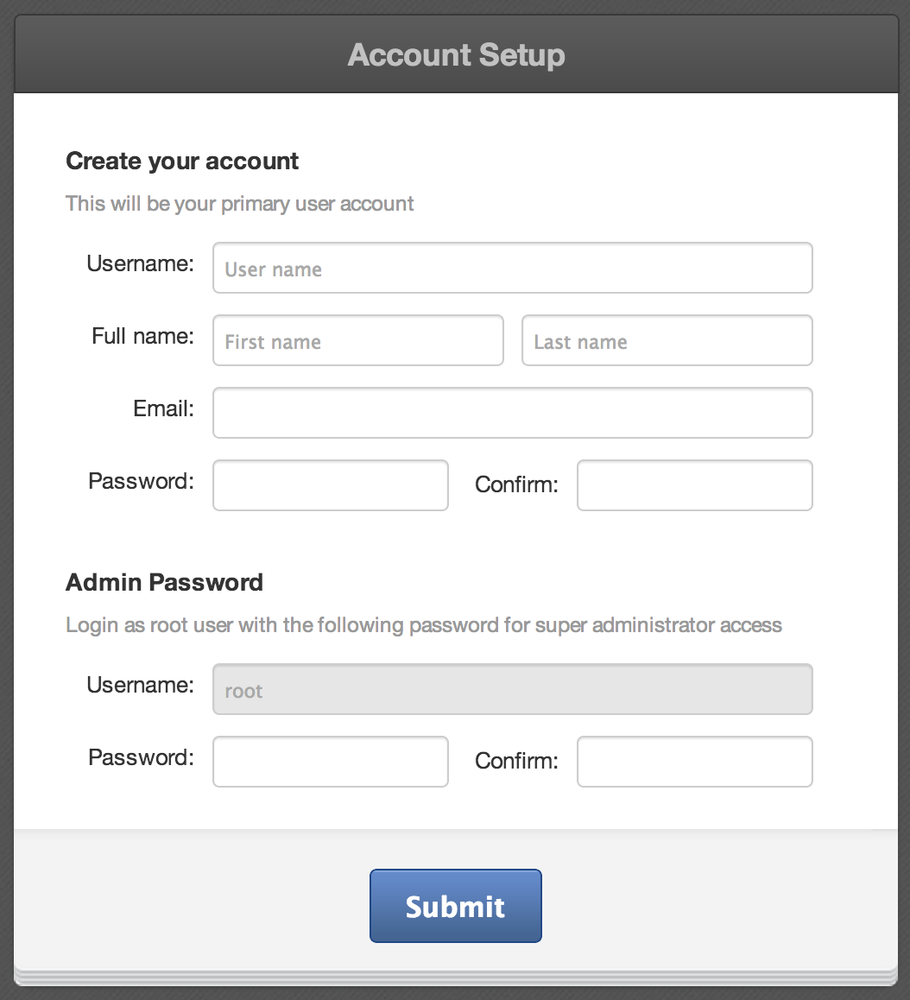 Account Setup
Create your account
This will be your primary user account
Username: User name
Full name: First name Last name
Email:
Password: Confirm:
Admin Password
Login as root user with the following password for super administrator access
Username: root
Password: Confirm:
Submit